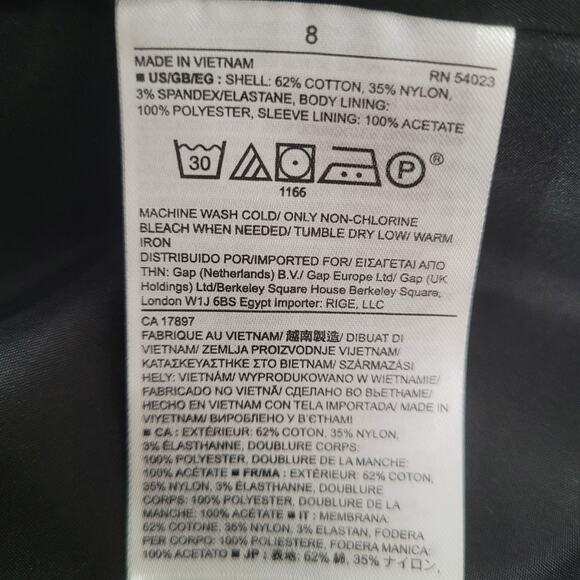 8
MADE IN VIETNAM RN 54023
■ US/GB/EG : SHELL: 62% COTTON, 35% NYLON,
3% SPANDEX/ELASTANE, BODY LINING:
100% POLYESTER, SLEEVE LINING: 100% ACETATE
30 P ®
1166
MACHINE WASH COLD/ ONLY NON-CHLORINE
BLEACH WHEN NEEDED/ TUMBLE DRY LOW/ WARM
IRON
DISTRIBUIDO POR/IMPORTED FOR/ ΕΙΣΑΓΕΤΑΙ ΑΠΟ
THN: Gap (Netherlands) B.V./ Gap Europe Ltd/ Gap (UK
Holdings) Ltd/Berkeley Square House Berkeley Square,
London W1J 6BS Egypt Importer: RIGE, LLC
CA 17897
FABRIQUE AU VIETNAM/ 越南製造/ DIBUAT DI
VIETNAM/ ZEMLJA PROIZVODNJE VIJETNAM/
ΚΑΤΑΣΚΕΥΑΣΤΗΚΕ ΣΤΟ ΒΙΕΤΝΑΜ/ SZÁRMAZÁSI
HELY: VIETNÁM/ WYPRODUKOWANO W WIETNAMIE/
FABRICADO NO VIETNÃ/ СДЕЛАНО ВО ВЬЕТНАМЕ/
HECHO EN VIETNAM CON TELA IMPORTADA/ MADE IN
VIYETNAM/ ВИРОБЛЕНО У В'ЄТНАМІ
■ CA : EXTÉRIEUR: 62% COTON, 35% NYLON,
3% ÉLASTHANNE, DOUBLURE CORPS:
100% POLYESTER, DOUBLURE DE LA MANCHE:
100% ACÉTATE ■ FR/MA : EXTÉRIEUR: 62% COTON,
35% NYLON, 3% ÉLASTHANNE, DOUBLURE
CORPS: 100% POLYESTER, DOUBLURE DE LA
MANCHE: 100% ACÉTATE ■ IT : MEMBRANA:
62% COTONE, 35% NYLON, 3% ELASTAN, FODERA
PER CORPO: 100% POLIESTERE, FODERA MANICA:
100% ACETATO ■ JP : 表地: 62% 綿, 35% ナイロン,